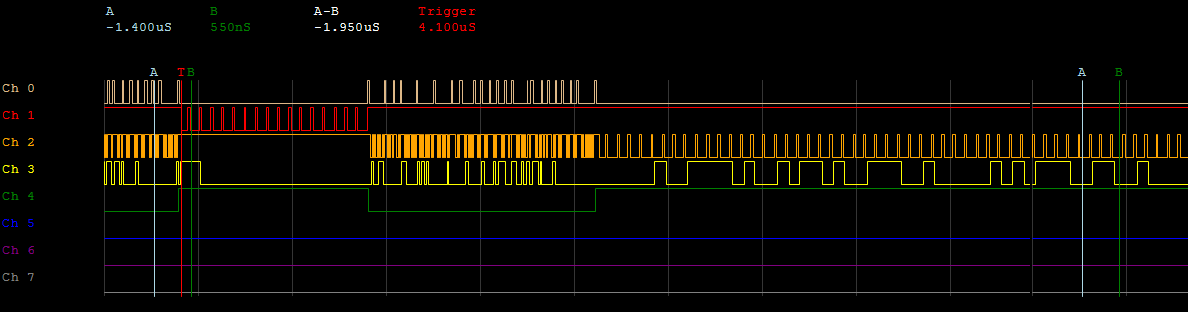 A B A-B Trigger
-1.400uS 550nS -1.950uS 4.100uS
A T B A B
Ch 0
Ch 1
Ch 2
Ch 3
Ch 4
Ch 5
Ch 6
Ch 7